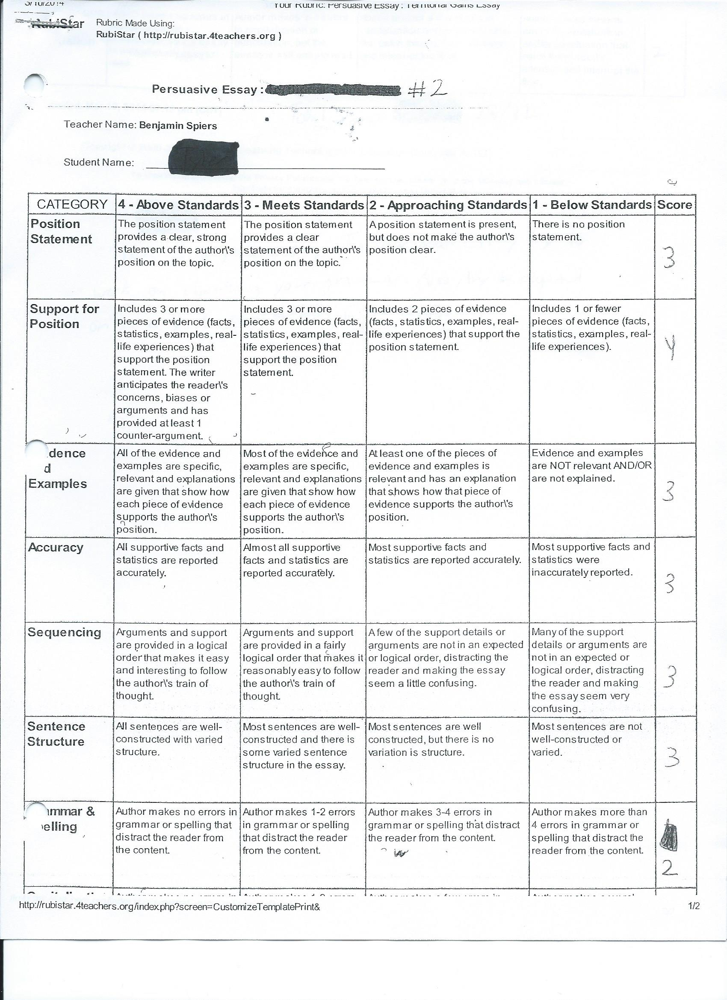 Your Rubric: Persuasive Essay : Territorial Gains Essay
RubiStar
Rubric Made Using:
RubiStar ( http://rubistar.4teachers.org )
Persuasive Essay : #2
Teacher Name: Benjamin Spiers
Student Name:
CATEGORY 4 - Above Standards 3 - Meets Standards 2 - Approaching Standards 1 - Below Standards Score
Position
Statement
The position statement
provides a clear, strong
statement of the author\'s
position on the topic.
The position statement
provides a clear
statement of the author\'s
position on the topic.
A position statement is present,
but does not make the author\'s
position clear.
There is no position
statement.
3
Support for
Position
Includes 3 or more
pieces of evidence (facts,
statistics, examples, real-
life experiences) that
support the position
statement. The writer
anticipates the reader\'s
concerns, biases or
arguments and has
provided at least 1
counter-argument.
Includes 3 or more
pieces of evidence (facts,
statistics, examples, real-
life experiences) that
support the position
statement.
Includes 2 pieces of evidence
(facts, statistics, examples, real-
life experiences) that support the
position statement.
Includes 1 or fewer
pieces of evidence (facts,
statistics, examples, real-
life experiences).
4
dence
d
Examples
All of the evidence and
examples are specific,
relevant and explanations
are given that show how
each piece of evidence
supports the author\'s
position.
Most of the evidence and
examples are specific,
relevant and explanations
are given that show how
each piece of evidence
supports the author\'s
position.
At least one of the pieces of
evidence and examples is
relevant and has an explanation
that shows how that piece of
evidence supports the author\'s
position.
Evidence and examples
are NOT relevant AND/OR
are not explained.
3
Accuracy
All supportive facts and
statistics are reported
accurately.
Almost all supportive
facts and statistics are
reported accurately.
Most supportive facts and
statistics are reported accurately.
Most supportive facts and
statistics were
inaccurately reported.
3
Sequencing
Arguments and support
are provided in a logical
order that makes it easy
and interesting to follow
the author\'s train of
thought.
Arguments and support
are provided in a fairly
logical order that makes it
reasonably easy to follow
the author\'s train of
thought.
A few of the support details or
arguments are not in an expected
or logical order, distracting the
reader and making the essay
seem a little confusing.
Many of the support
details or arguments are
not in an expected or
logical order, distracting
the reader and making
the essay seem very
confusing.
3
Sentence
Structure
All sentences are well-
constructed with varied
structure.
Most sentences are well-
constructed and there is
some varied sentence
structure in the essay.
Most sentences are well
constructed, but there is no
variation is structure.
Most sentences are not
well-constructed or
varied.
3
mmar &
elling
Author makes no errors in
grammar or spelling that
distract the reader from
the content.
Author makes 1-2 errors
in grammar or spelling
that distract the reader
from the content.
Author makes 3-4 errors in
grammar or spelling that distract
the reader from the content.
Author makes more than
4 errors in grammar or
spelling that distract the
reader from the content.
2
http://rubistar.4teachers.org/index.php?screen=CustomizeTemplatePrint&
1/2